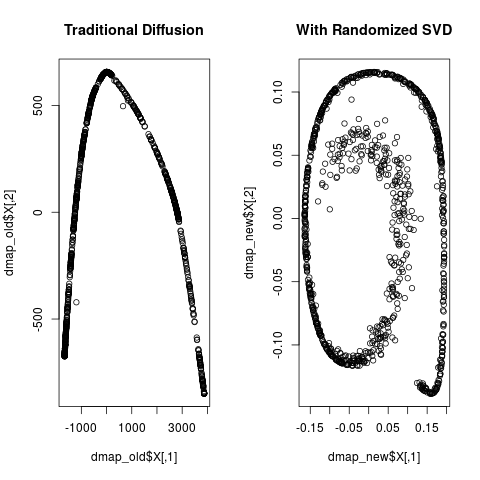 Traditional Diffusion
dmap_old$X[,2]
500
0
-500
-1000
1000
3000
dmap_old$X[,1]
With Randomized SVD
dmap_new$X[,2]
0.10
0.05
0.00
-0.05
-0.10
-0.15
-0.05
0.05
0.15
dmap_new$X[,1]